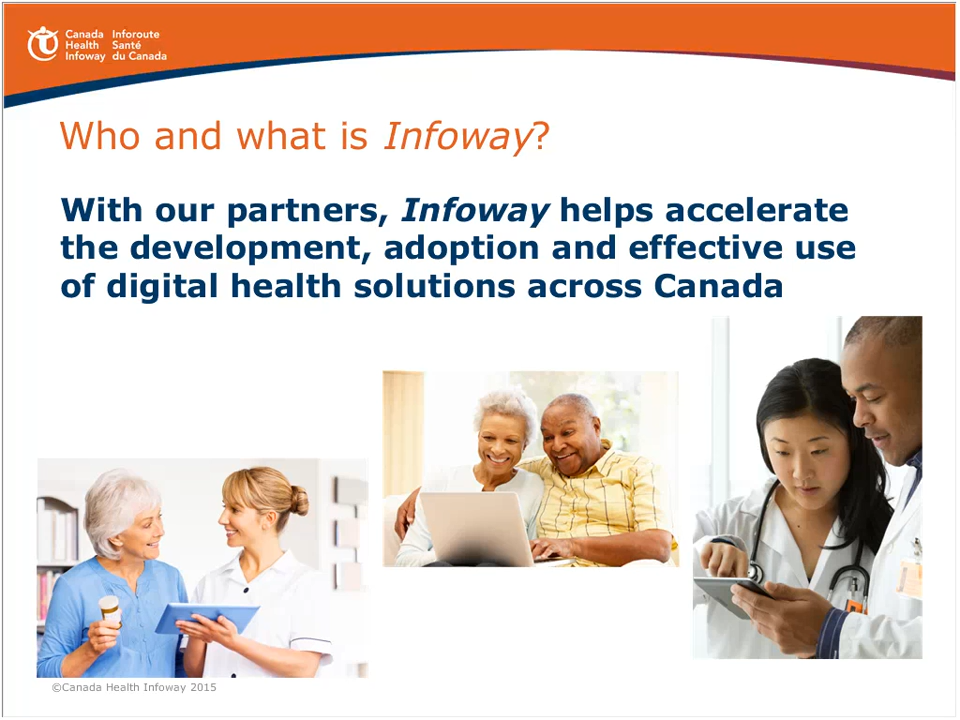 Canada Inforoute
Health Santé
Infoway du Canada
Who and what is Infoway?
With our partners, Infoway helps accelerate
the development, adoption and effective use
of digital health solutions across Canada
©Canada Health Infoway 2015